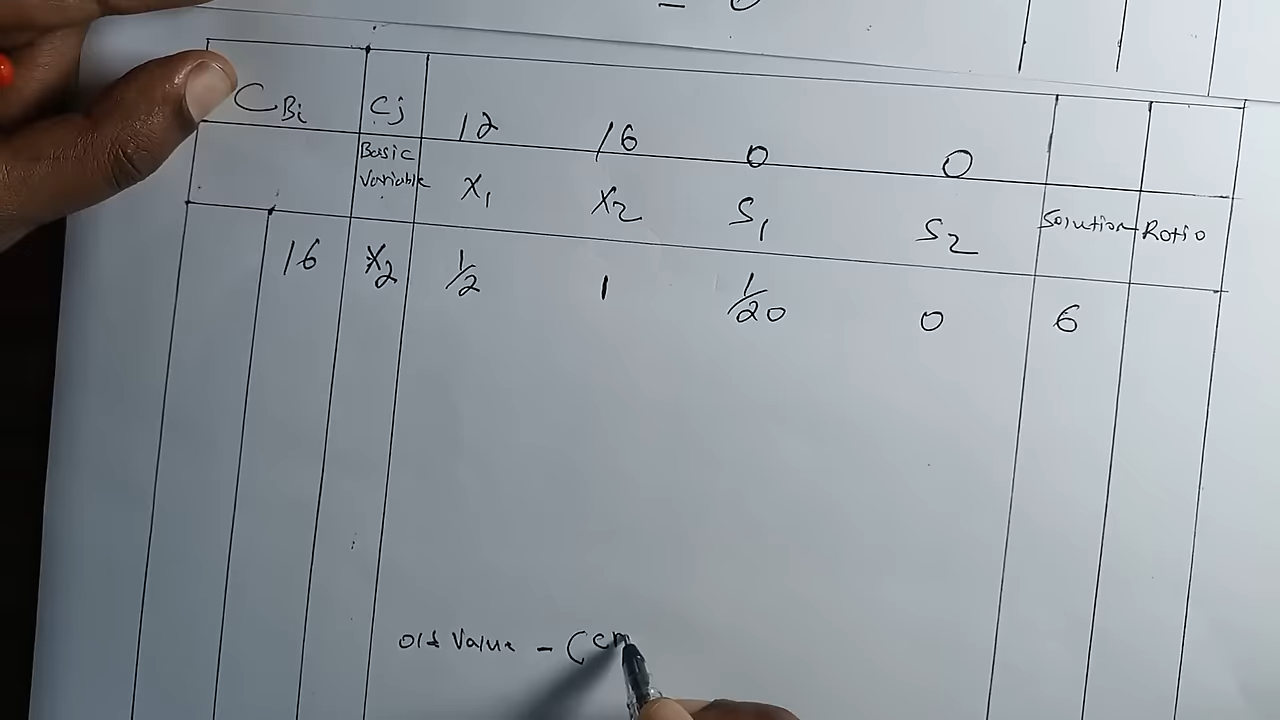 - 0
CBi Cj 12 16 0 0
Basic Variable X1 X2 S1 S2 Solution Ratio
16 X2 1/2 1 1/20 0 6
Old Value - (